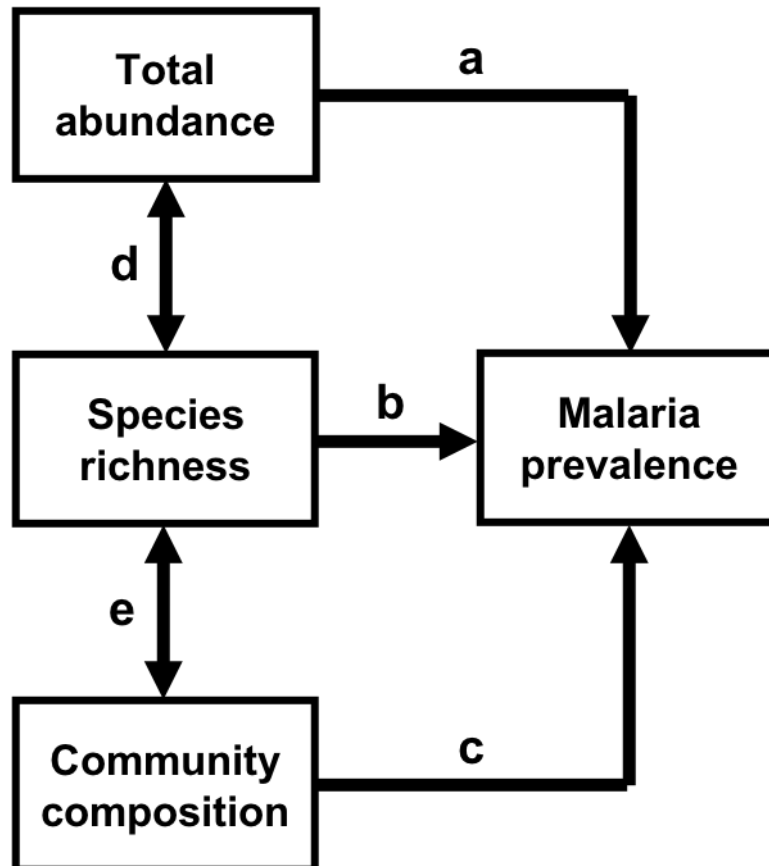 Total
abundance
a
d
Species
richness
b
Malaria
prevalence
e
Community
composition
c